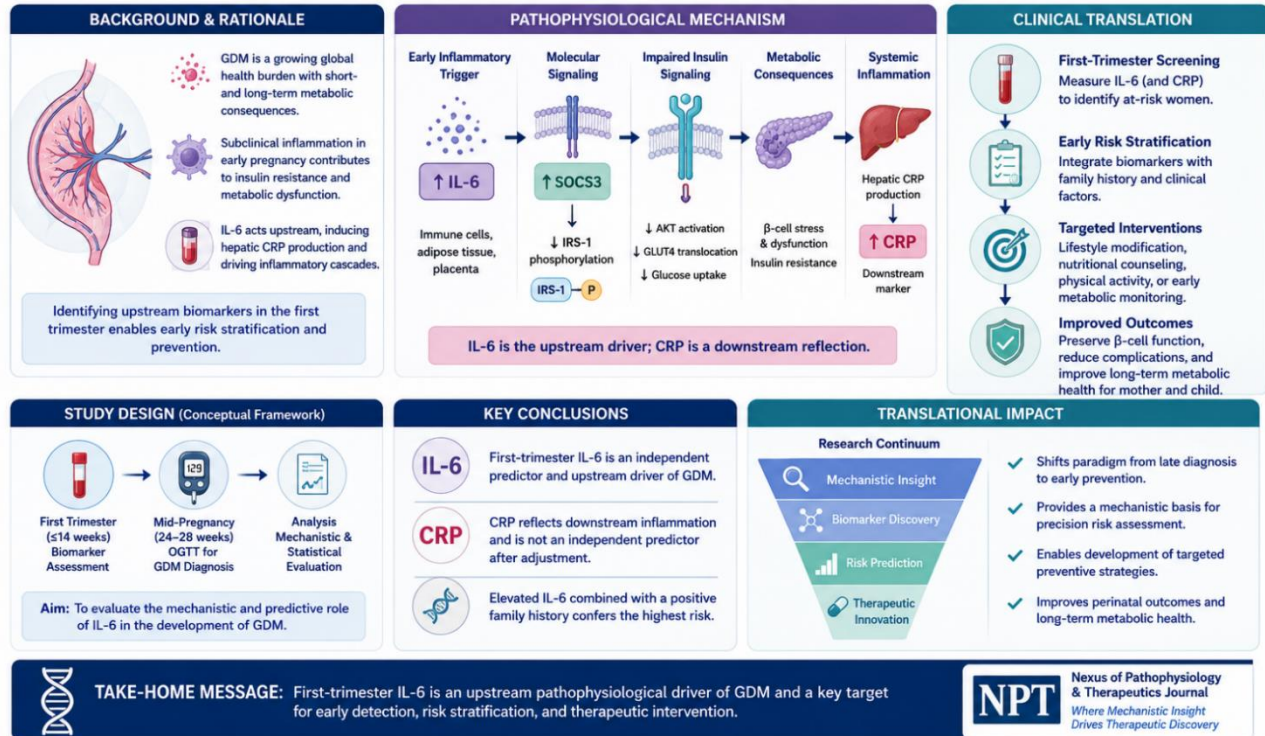 BACKGROUND & RATIONALE
GDM is a growing global
health burden with short-
and long-term metabolic
consequences.
Subclinical inflammation in
early pregnancy contributes
to insulin resistance and
metabolic dysfunction.
IL-6 acts upstream, inducing
hepatic CRP production and
driving inflammatory cascades.
Identifying upstream biomarkers in the first
trimester enables early risk stratification and
prevention.
PATHOPHYSIOLOGICAL MECHANISM
Early Inflammatory
Trigger
↑ IL-6
Immune cells,
adipose tissue,
placenta
Molecular
Signaling
↑ SOCS3
↓ IRS-1
phosphorylation
IRS-1
P
Impaired Insulin
Signaling
↓ AKT activation
↓ GLUT4 translocation
↓ Glucose uptake
Metabolic
Consequences
β-cell stress
& dysfunction
Insulin resistance
Systemic
Inflammation
Hepatic CRP
production
↑ CRP
Downstream
marker
IL-6 is the upstream driver; CRP is a downstream reflection.
CLINICAL TRANSLATION
First-Trimester Screening
Measure IL-6 (and CRP)
to identify at-risk women.
Early Risk Stratification
Integrate biomarkers with
family history and clinical
factors.
Targeted Interventions
Lifestyle modification,
nutritional counseling,
physical activity, or early
metabolic monitoring.
Improved Outcomes
Preserve β-cell function,
reduce complications, and
improve long-term metabolic
health for mother and child.
STUDY DESIGN (Conceptual Framework)
129
First Trimester
(≤14 weeks)
Biomarker
Assessment
Mid-Pregnancy
(24–28 weeks)
OGTT for
GDM Diagnosis
Analysis
Mechanistic &
Statistical
Evaluation
Aim: To evaluate the mechanistic and predictive role
of IL-6 in the development of GDM.
KEY CONCLUSIONS
IL-6
First-trimester IL-6 is an independent
predictor and upstream driver of GDM.
CRP
CRP reflects downstream inflammation
and is not an independent predictor
after adjustment.
Elevated IL-6 combined with a positive
family history confers the highest risk.
TRANSLATIONAL IMPACT
Research Continuum
Mechanistic Insight
Biomarker Discovery
Risk Prediction
Therapeutic
Innovation
Shifts paradigm from late diagnosis
to early prevention.
Provides a mechanistic basis for
precision risk assessment.
Enables development of targeted
preventive strategies.
Improves perinatal outcomes and
long-term metabolic health.
TAKE-HOME MESSAGE: First-trimester IL-6 is an upstream pathophysiological driver of GDM and a key target
for early detection, risk stratification, and therapeutic intervention.
NPT
Nexus of Pathophysiology
& Therapeutics Journal
Where Mechanistic Insight
Drives Therapeutic Discovery